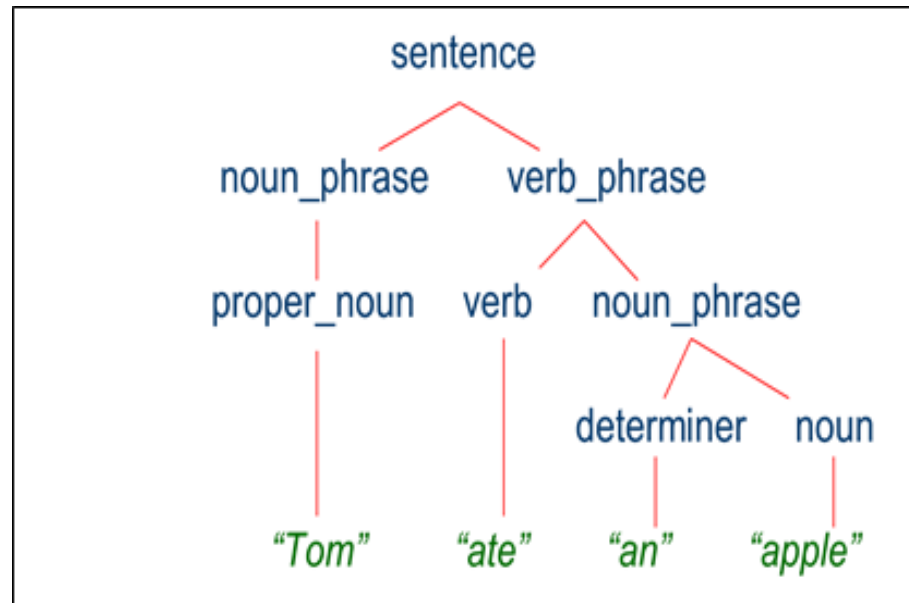 sentence
noun_phrase verb_phrase
proper_noun verb noun_phrase
determiner noun
“Tom” “ate” “an” “apple”